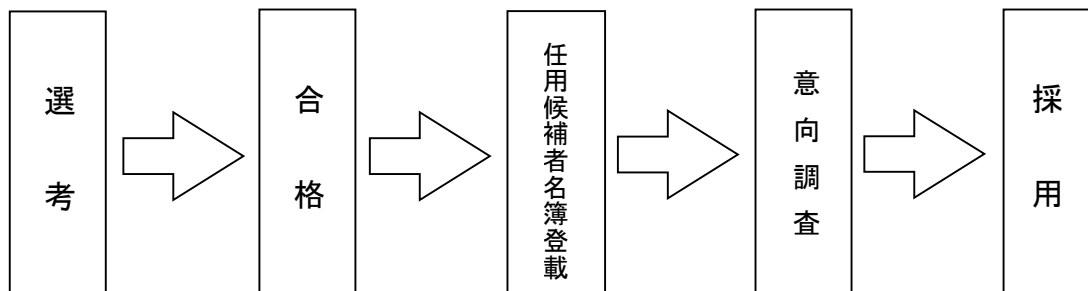 選考
合格
任用候補者名簿登載
意向調査
採用